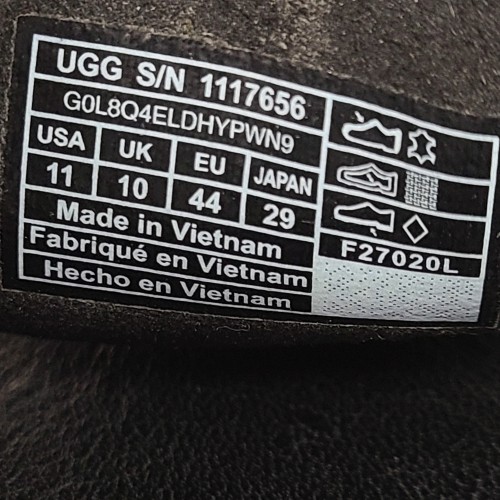 UGG S/N 1117656
G0L8Q4ELDHYPWN9
USA UK EU JAPAN
11 10 44 29
Made in Vietnam
Fabriqué en Vietnam
Hecho en Vietnam
F27020L